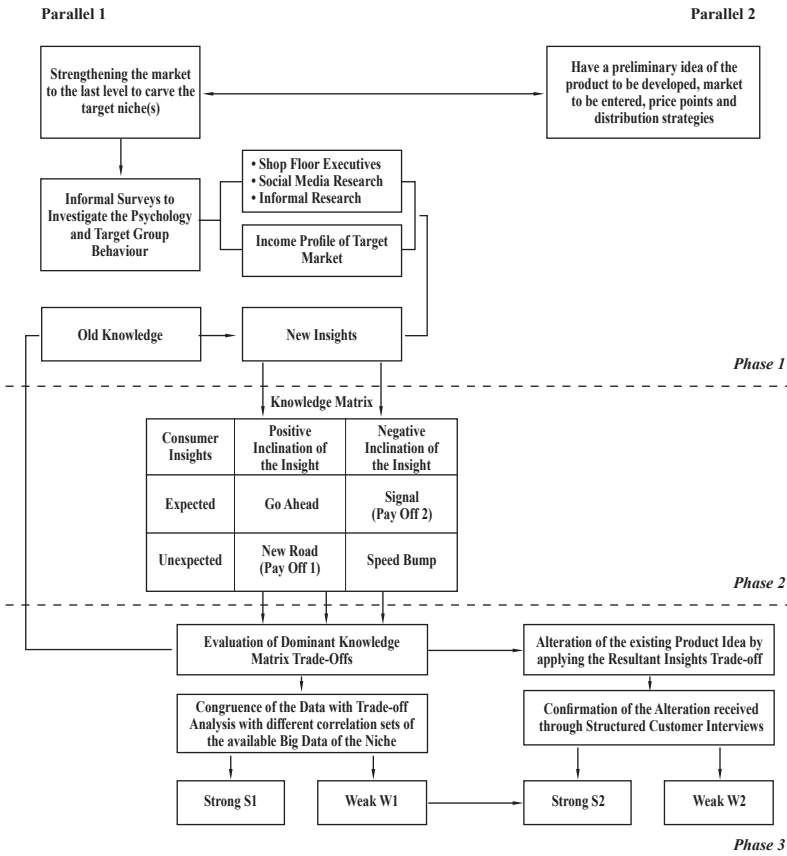 Parallel 1
Parallel 2
Strengthening the market
to the last level to carve the
target niche(s)
Have a preliminary idea of the
product to be developed, market
to be entered, price points and
distribution strategies
Informal Surveys to
Investigate the Psychology
and Target Group
Behaviour
• Shop Floor Executives
• Social Media Research
• Informal Research
Income Profile of Target
Market
Old Knowledge
New Insights
Phase 1
Knowledge Matrix
Consumer
Insights
Positive
Inclination of
the Insight
Negative
Inclination of
the Insight
Expected
Go Ahead
Signal
(Pay Off 2)
Unexpected
New Road
(Pay Off 1)
Speed Bump
Phase 2
Evaluation of Dominant Knowledge
Matrix Trade-Offs
Alteration of the existing Product Idea by
applying the Resultant Insights Trade-off
Congruence of the Data with Trade-off
Analysis with different correlation sets of
the available Big Data of the Niche
Confirmation of the Alteration received
through Structured Customer Interviews
Strong S1
Weak W1
Strong S2
Weak W2
Phase 3